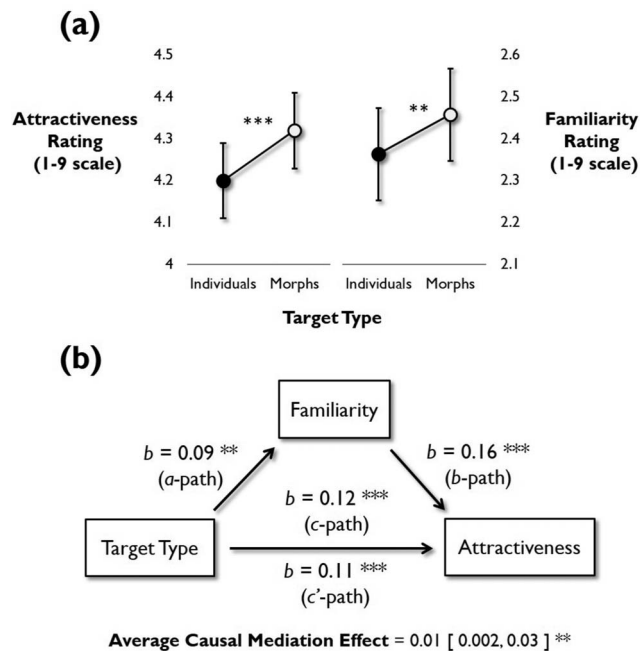 (a)
Attractiveness
Rating
(1-9 scale)
4.5
4.4
4.3
4.2
4.1
4
***
**
2.6
2.5
2.4
2.3
2.2
2.1
Familiarity
Rating
(1-9 scale)
Individuals Morphs Individuals Morphs
Target Type
(b)
Familiarity
b = 0.09 **
(a-path)
b = 0.16 ***
(b-path)
b = 0.12 ***
(c-path)
Target Type
Attractiveness
b = 0.11 ***
(c'-path)
Average Causal Mediation Effect = 0.01 [ 0.002, 0.03 ] **